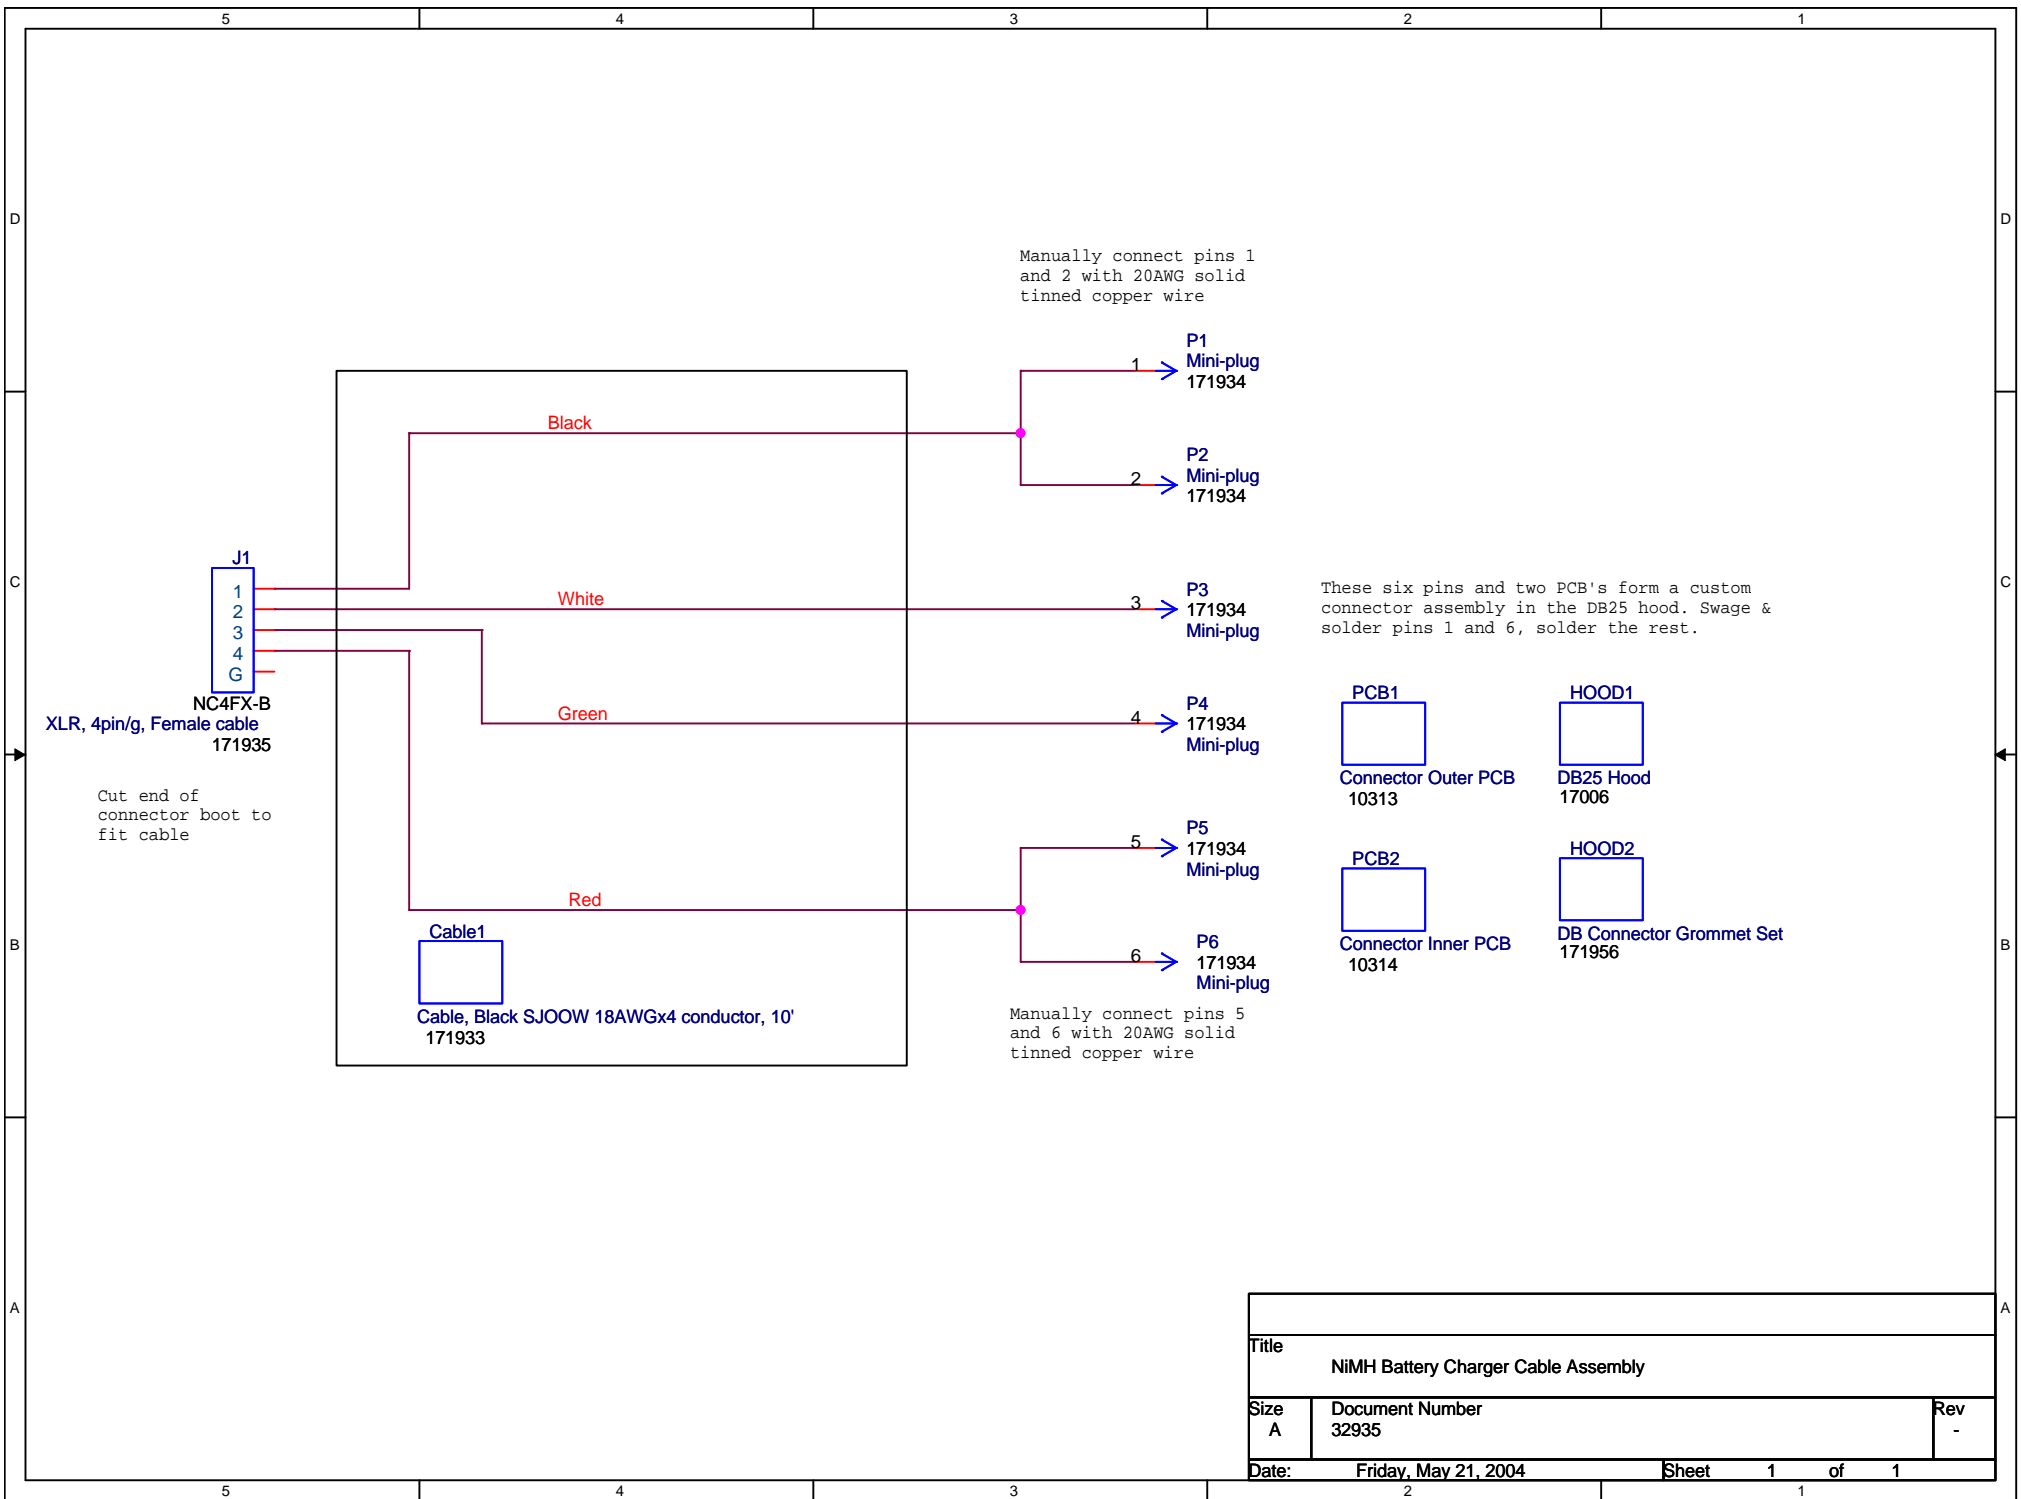 5 4 3 2 1
D D
Manually connect pins 1
and 2 with 20AWG solid
tinned copper wire
P1
1 Mini-plug
171934
Black
P2
2 Mini-plug
171934
C C
J1
1
2
3
4
G
NC4FX-B
XLR, 4pin/g, Female cable
171935
White
P3
3 171934
Mini-plug
These six pins and two PCB's form a custom
connector assembly in the DB25 hood. Swage &
solder pins 1 and 6, solder the rest.
Green
P4
4 171934
Mini-plug
PCB1
Connector Outer PCB
10313
HOOD1
DB25 Hood
17006
Cut end of
connector boot to
fit cable
P5
5 171934
Mini-plug
PCB2
Connector Inner PCB
10314
HOOD2
DB Connector Grommet Set
171956
Red
B B
Cable1
Cable, Black SJOOW 18AWGx4 conductor, 10'
171933
P6
6 171934
Mini-plug
Manually connect pins 5
and 6 with 20AWG solid
tinned copper wire
A A
Title
NiMH Battery Charger Cable Assembly
Size Document Number Rev
A 32935 -
Date: Friday, May 21, 2004 Sheet 1 of 1
5 4 3 2 1